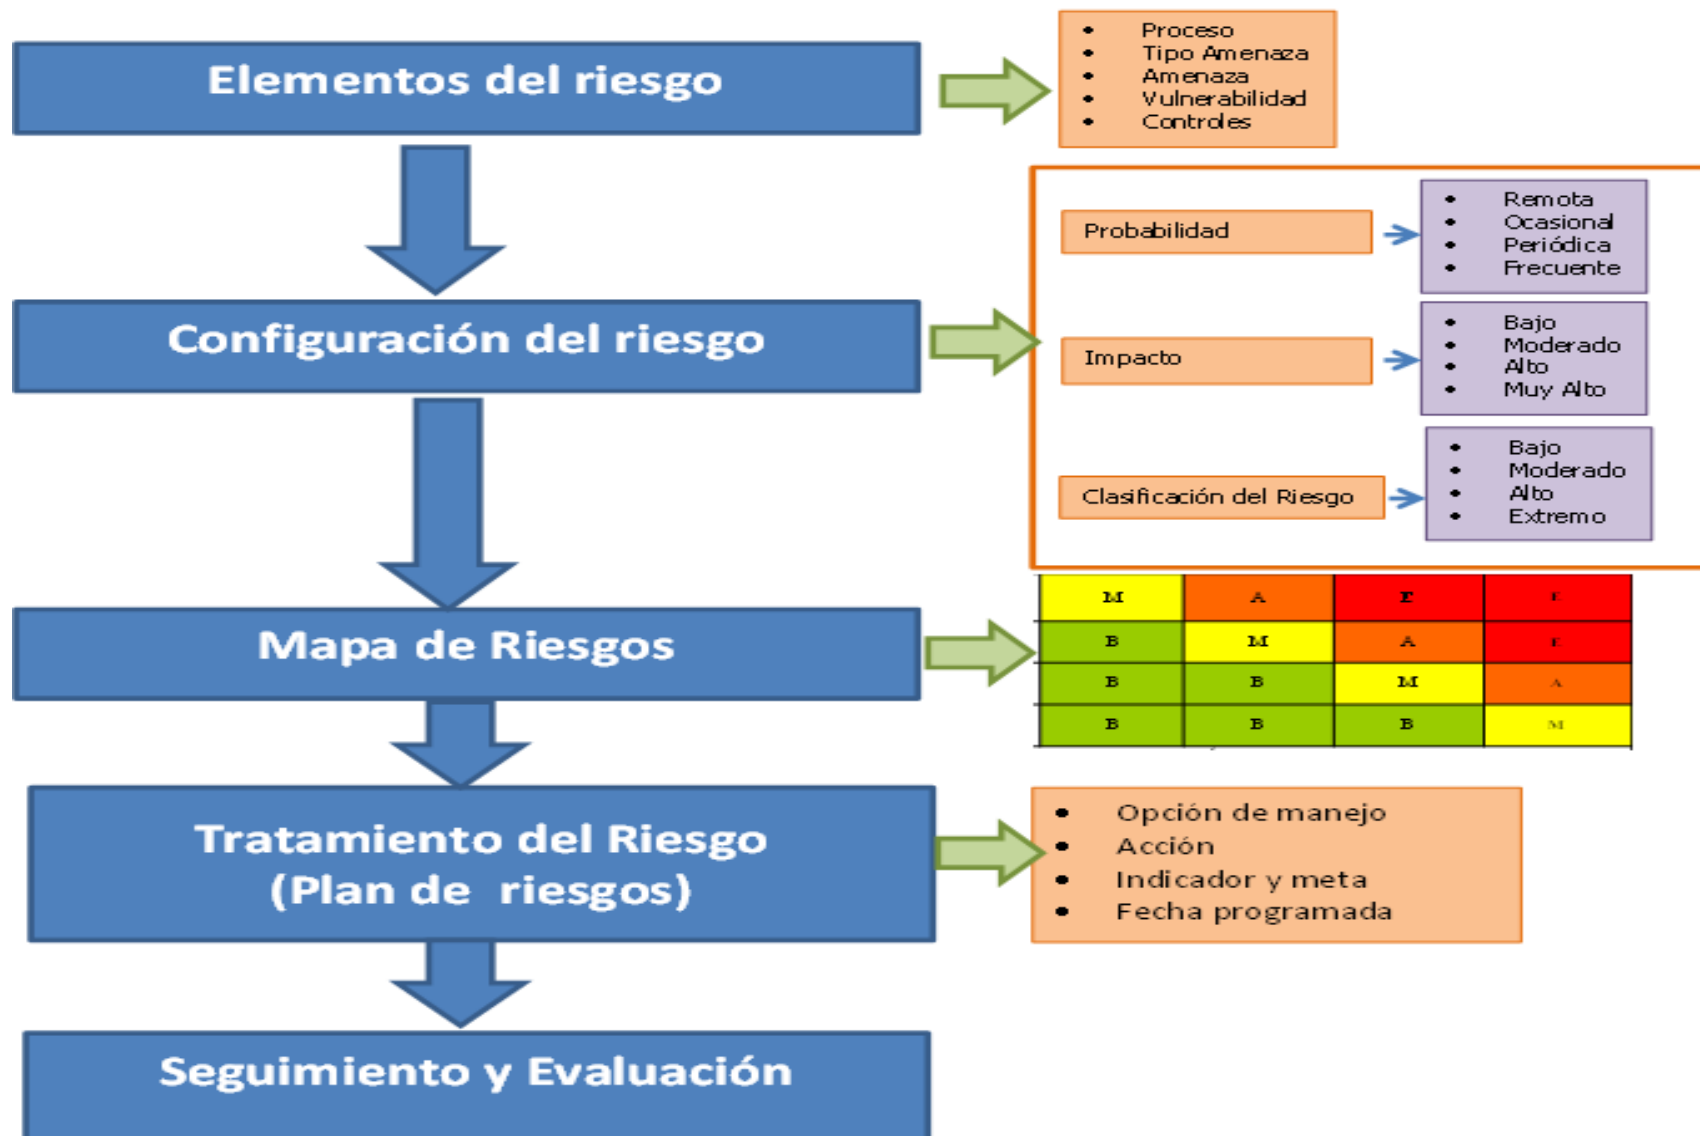 Elementos del riesgo
• Proceso
• Tipo Amenaza
• Amenaza
• Vulnerabilidad
• Controles
Configuración del riesgo
Probabilidad
• Remota
• Ocasional
• Periódica
• Frecuente
Impacto
• Bajo
• Moderado
• Alto
• Muy Alto
Clasificación del Riesgo
• Bajo
• Moderado
• Alto
• Extremo
Mapa de Riesgos
M A E E
B M A E
B B M A
B B B M
Tratamiento del Riesgo
(Plan de riesgos)
• Opción de manejo
• Acción
• Indicador y meta
• Fecha programada
Seguimiento y Evaluación